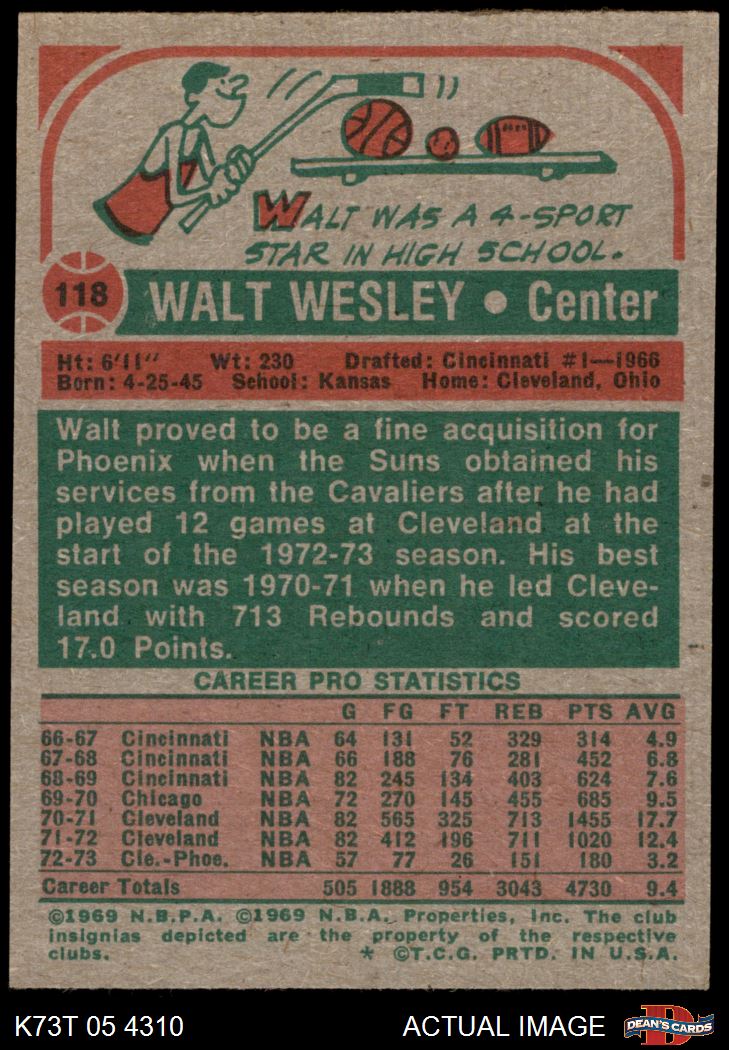 WALT WAS A 4-SPORT
STAR IN HIGH SCHOOL.
118 WALT WESLEY • Center
Ht: 6'11" Wt: 230 Drafted: Cincinnati #1—1966
Born: 4-25-45 School: Kansas Home: Cleveland, Ohio
Walt proved to be a fine acquisition for
Phoenix when the Suns obtained his
services from the Cavaliers after he had
played 12 games at Cleveland at the
start of the 1972-73 season. His best
season was 1970-71 when he led Cleve-
land with 713 Rebounds and scored
17.0 Points.
CAREER PRO STATISTICS
G FG FT REB PTS AVG
66-67 Cincinnati NBA 64 131 52 329 314 4.9
67-68 Cincinnati NBA 66 188 76 281 452 6.8
68-69 Cincinnati NBA 82 245 134 403 624 7.6
69-70 Chicago NBA 72 270 145 455 685 9.5
70-71 Cleveland NBA 82 565 325 713 1455 17.7
71-72 Cleveland NBA 82 412 196 711 1020 12.4
72-73 Cle.-Phoe. NBA 57 77 26 151 180 3.2
Career Totals 505 1888 954 3043 4730 9.4
©1969 N.B.P.A. ©1969 N.B.A. Properties, Inc. The club
insignias depicted are the property of the respective
clubs. * ©T.C.G. PRTD. IN U.S.A.
K73T 05 4310 ACTUAL IMAGE DEAN'S CARDS